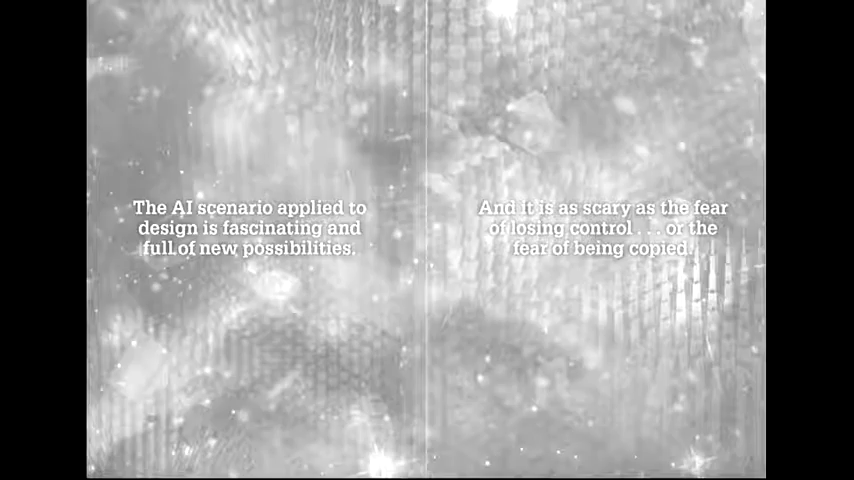 The AI scenario applied to
design is fascinating and
full of new possibilities.
And it is as scary as the fear
of losing control . . . or the
fear of being copied.